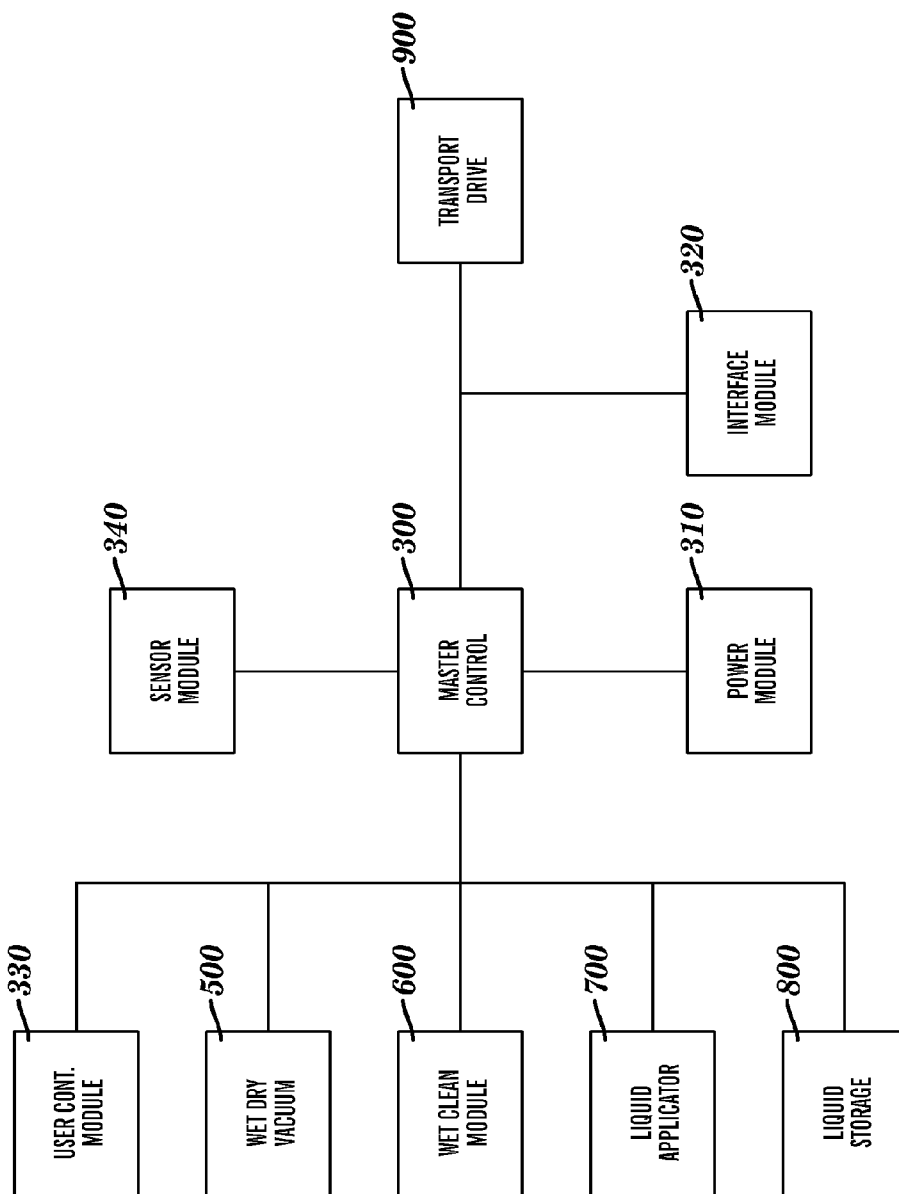 900
TRANSPORT
DRIVE
320
INTERFACE
MODULE
340
SENSOR
MODULE
300
MASTER
CONTROL
310
POWER
MODULE
330
USER CONT.
MODULE
500
WET DRY
VACUUM
600
WET CLEAN
MODULE
700
LIQUID
APPLICATOR
800
LIQUID
STORAGE